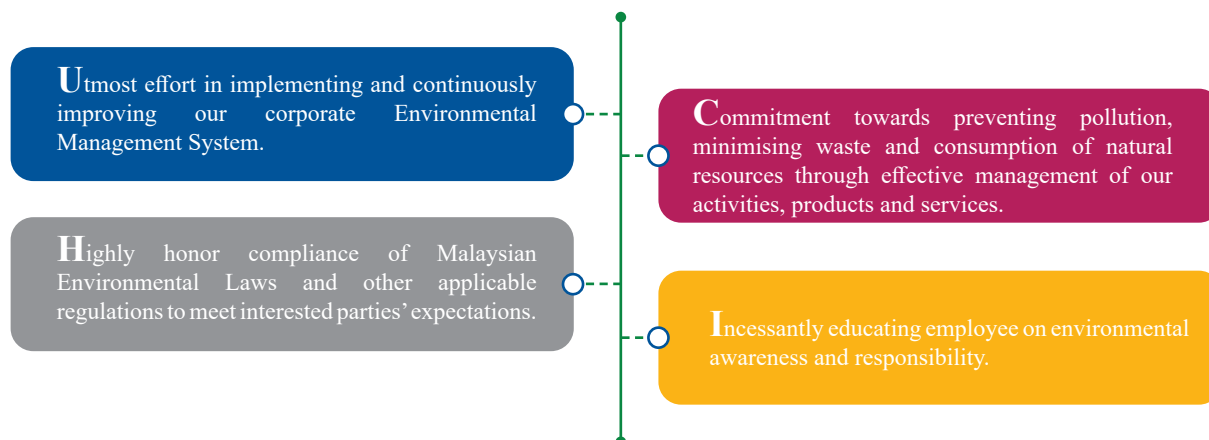 Utmost effort in implementing and continuously
improving our corporate Environmental
Management System.
Commitment towards preventing pollution,
minimising waste and consumption of natural
resources through effective management of our
activities, products and services.
Highly honor compliance of Malaysian
Environmental Laws and other applicable
regulations to meet interested parties’ expectations.
Incessantly educating employee on environmental
awareness and responsibility.